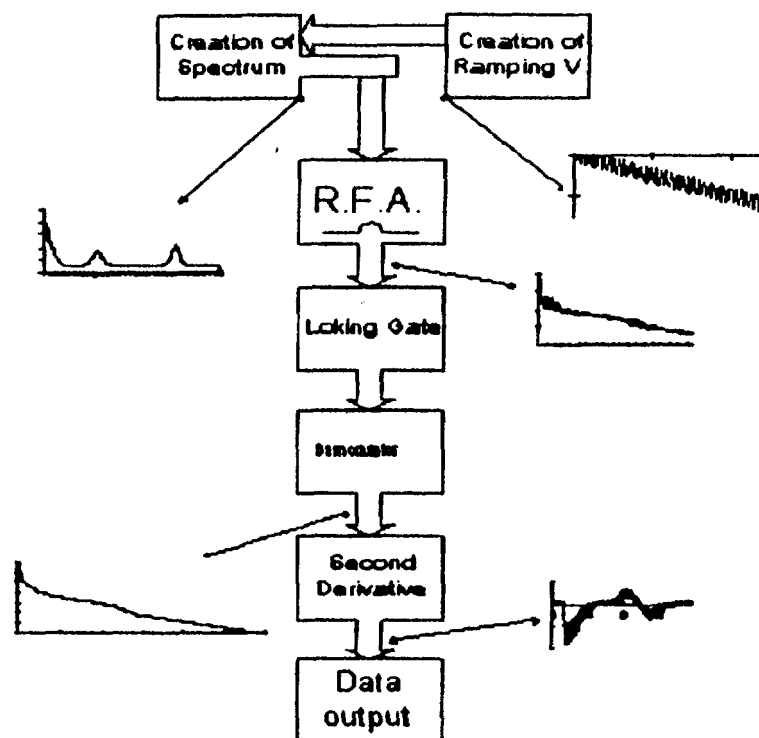 Creation of
Spectrum
Creation of
Ramping V
R.F.A.
Loking Gate
Second
Derivative
Data
output